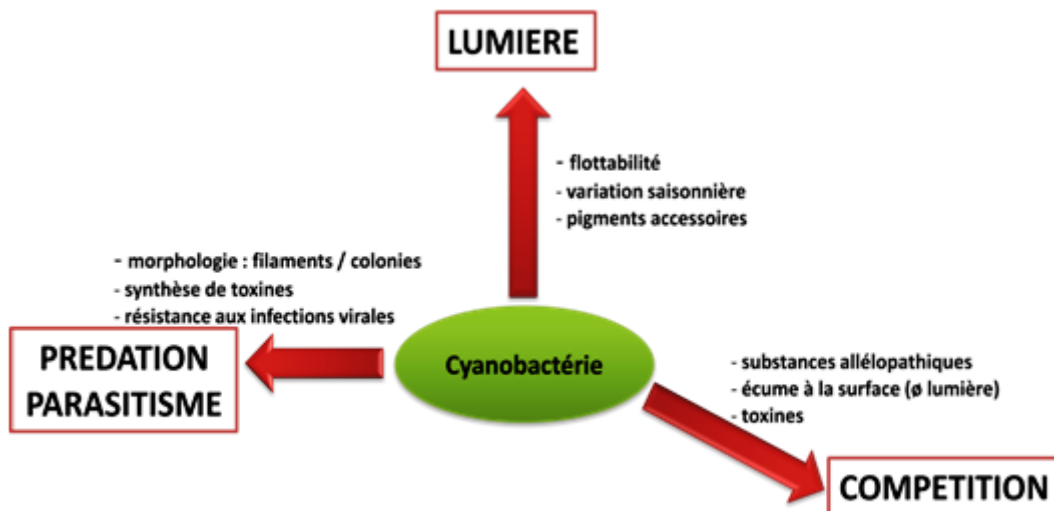 LUMIERE
- flottabilité
- variation saisonnière
- pigments accessoires
- morphologie : filaments / colonies
- synthèse de toxines
- résistance aux infections virales
PREDATION
PARASITISME
Cyanobactérie
- substances allélopathiques
- écume à la surface (ø lumière)
- toxines
COMPETITION